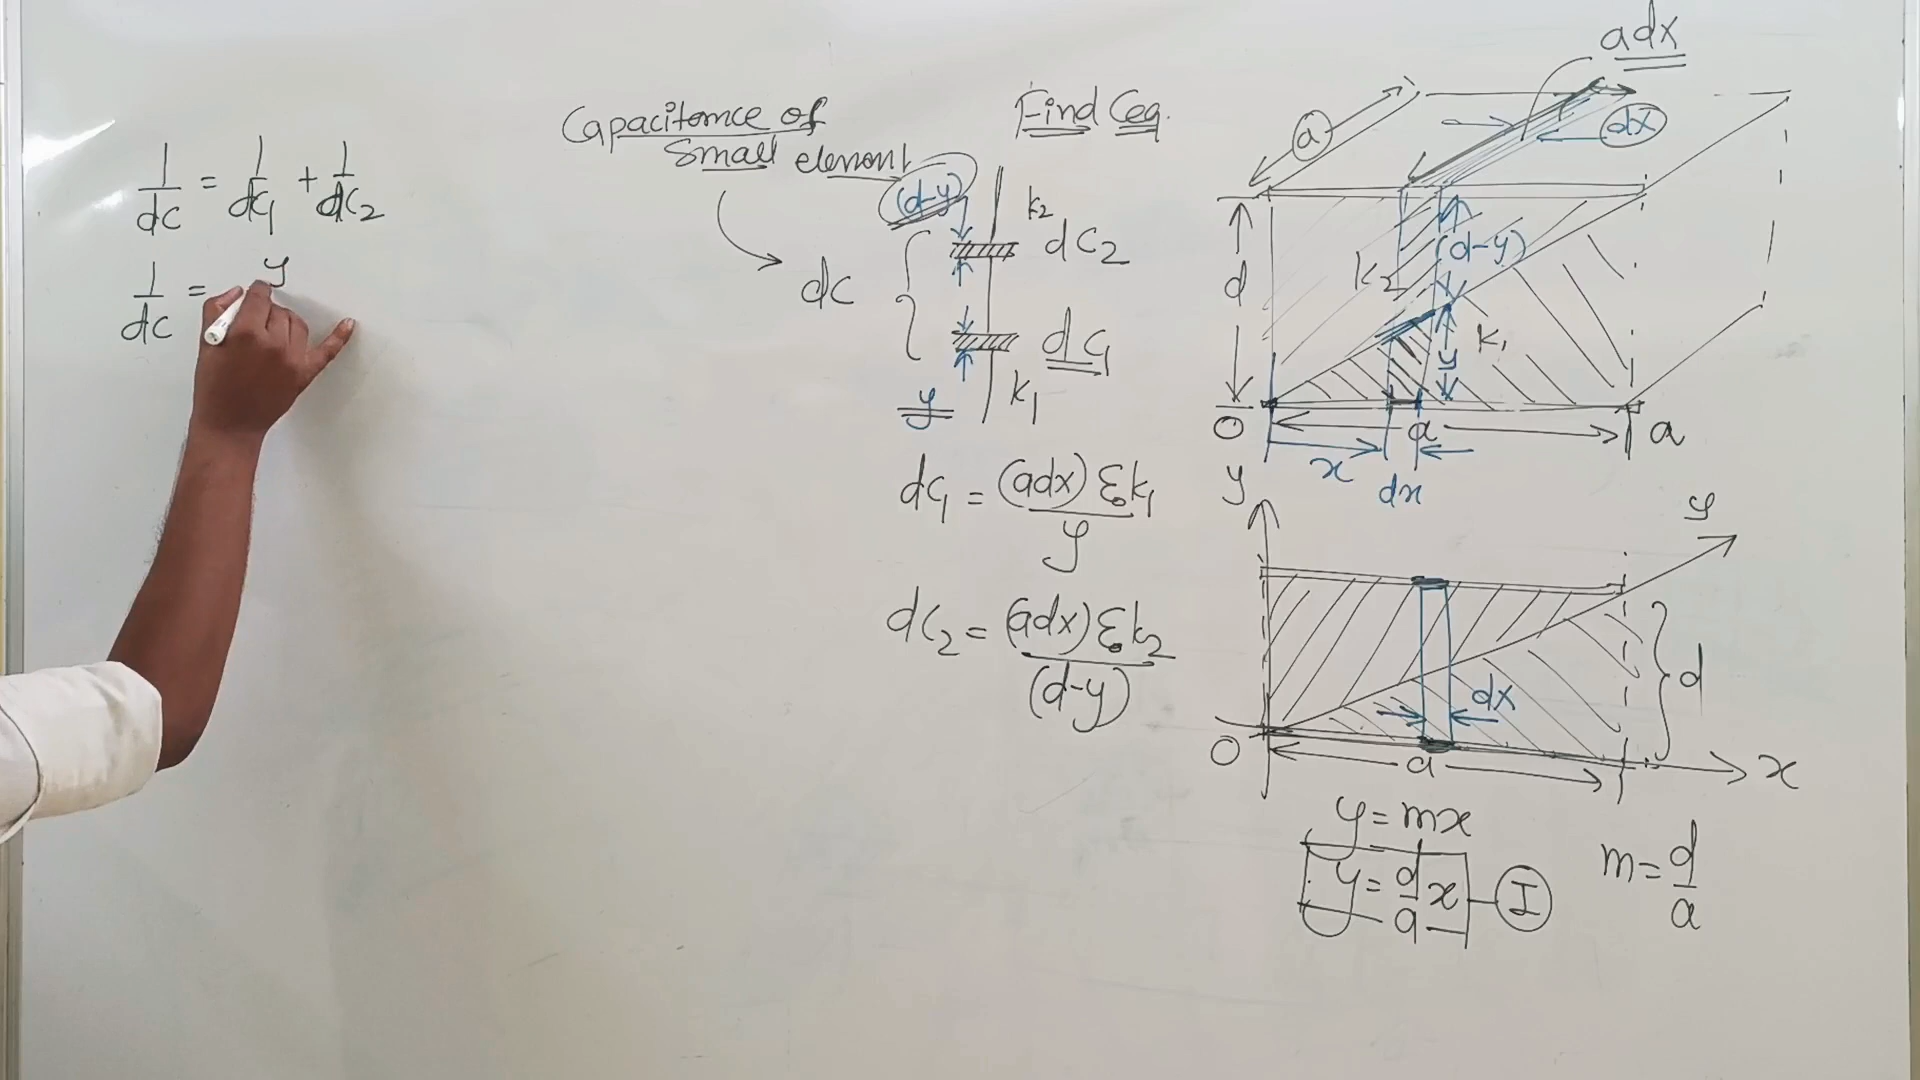 1/dc = 1/dc₁ + 1/dc₂
1/dc = y
Capacitance of
Small element
dc
(d-y)
k₂
dc₂
dc₁
y
k₁
dc₁ = (adx) ε₀k₁ / y
dc₂ = (adx) ε₀k₂ / (d-y)
Find Ceq.
adx
a
dx
d
k₂
(d-y)
y
k₁
O
a
a
x
dx
y
y
d
dx
O
a
x
y = mx
y = d/a x — I
m = d/a